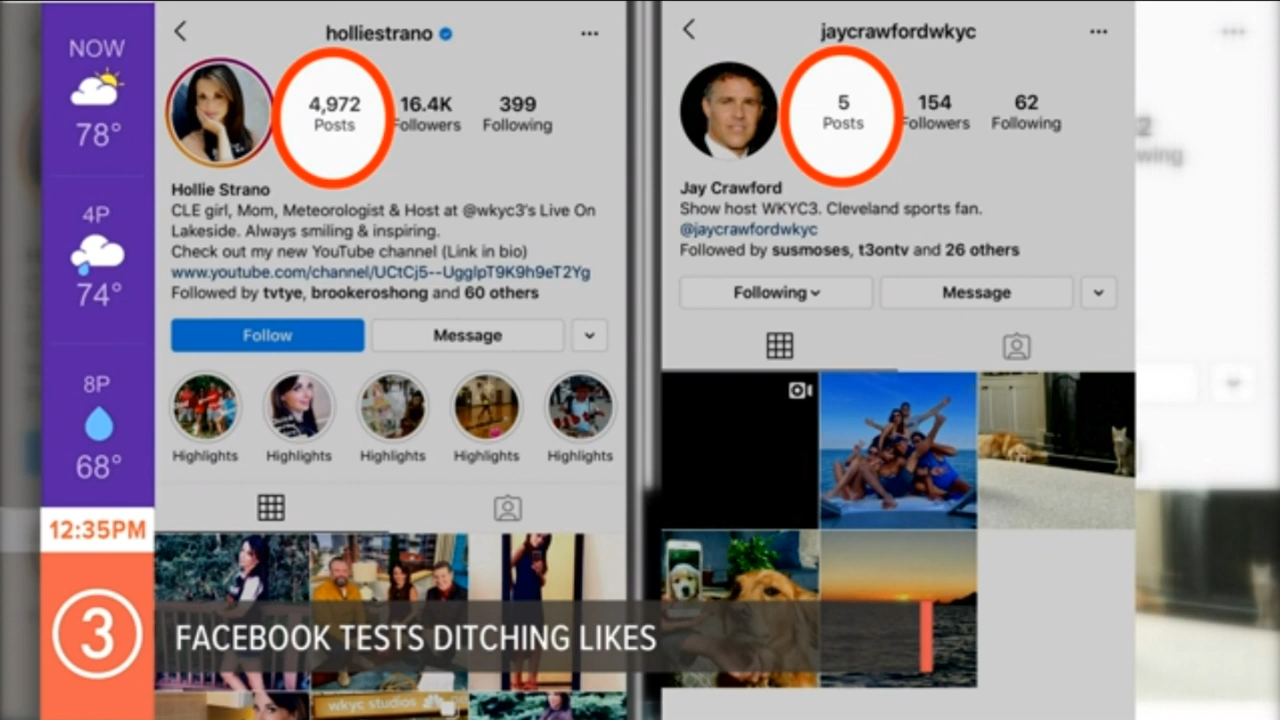 NOW
78°
4P
74°
8P
68°
12:35PM
3
holliestrano
4,972
Posts
16.4K
Followers
399
Following
Hollie Strano
CLE girl, Mom, Meteorologist & Host at @wkyc3's Live On
Lakeside. Always smiling & inspiring.
Check out my new YouTube channel (Link in bio)
www.youtube.com/channel/UCtCj5--UgglpT9K9h9eT2Yg
Followed by tvtye, brookeroshong and 60 others
Follow
Message
Highlights
Highlights
Highlights
Highlights
Highlights
jaycrawfordwkyc
5
Posts
154
Followers
62
Following
Jay Crawford
Show host WKYC3. Cleveland sports fan.
@jaycrawfordwkyc
Followed by susmoses, t3ontv and 26 others
Following
Message
2
wing
FACEBOOK TESTS DITCHING LIKES
wkyc studios